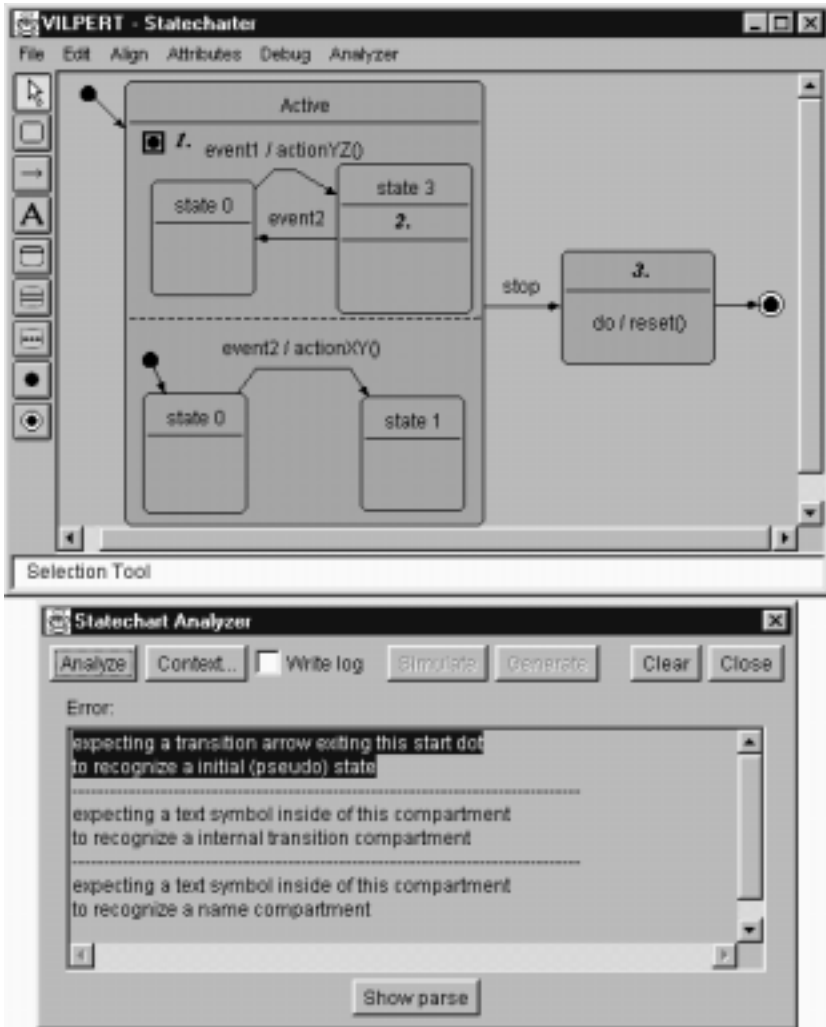 VILPERT - Statecharter
File Edit Align Attributes Debug Analyzer
Active
1. event1 / actionYZ()
state 0
state 3
event2
2.
stop
3.
do / reset()
event2 / actionXY()
state 0
state 1
A
Selection Tool
Statechart Analyzer
Analyze Context... Write log Simulate Generate Clear Close
Error:
expecting a transition arrow exiting this start dot
to recognize a initial (pseudo) state
expecting a text symbol inside of this compartment
to recognize a internal transition compartment
expecting a text symbol inside of this compartment
to recognize a name compartment
Show parse